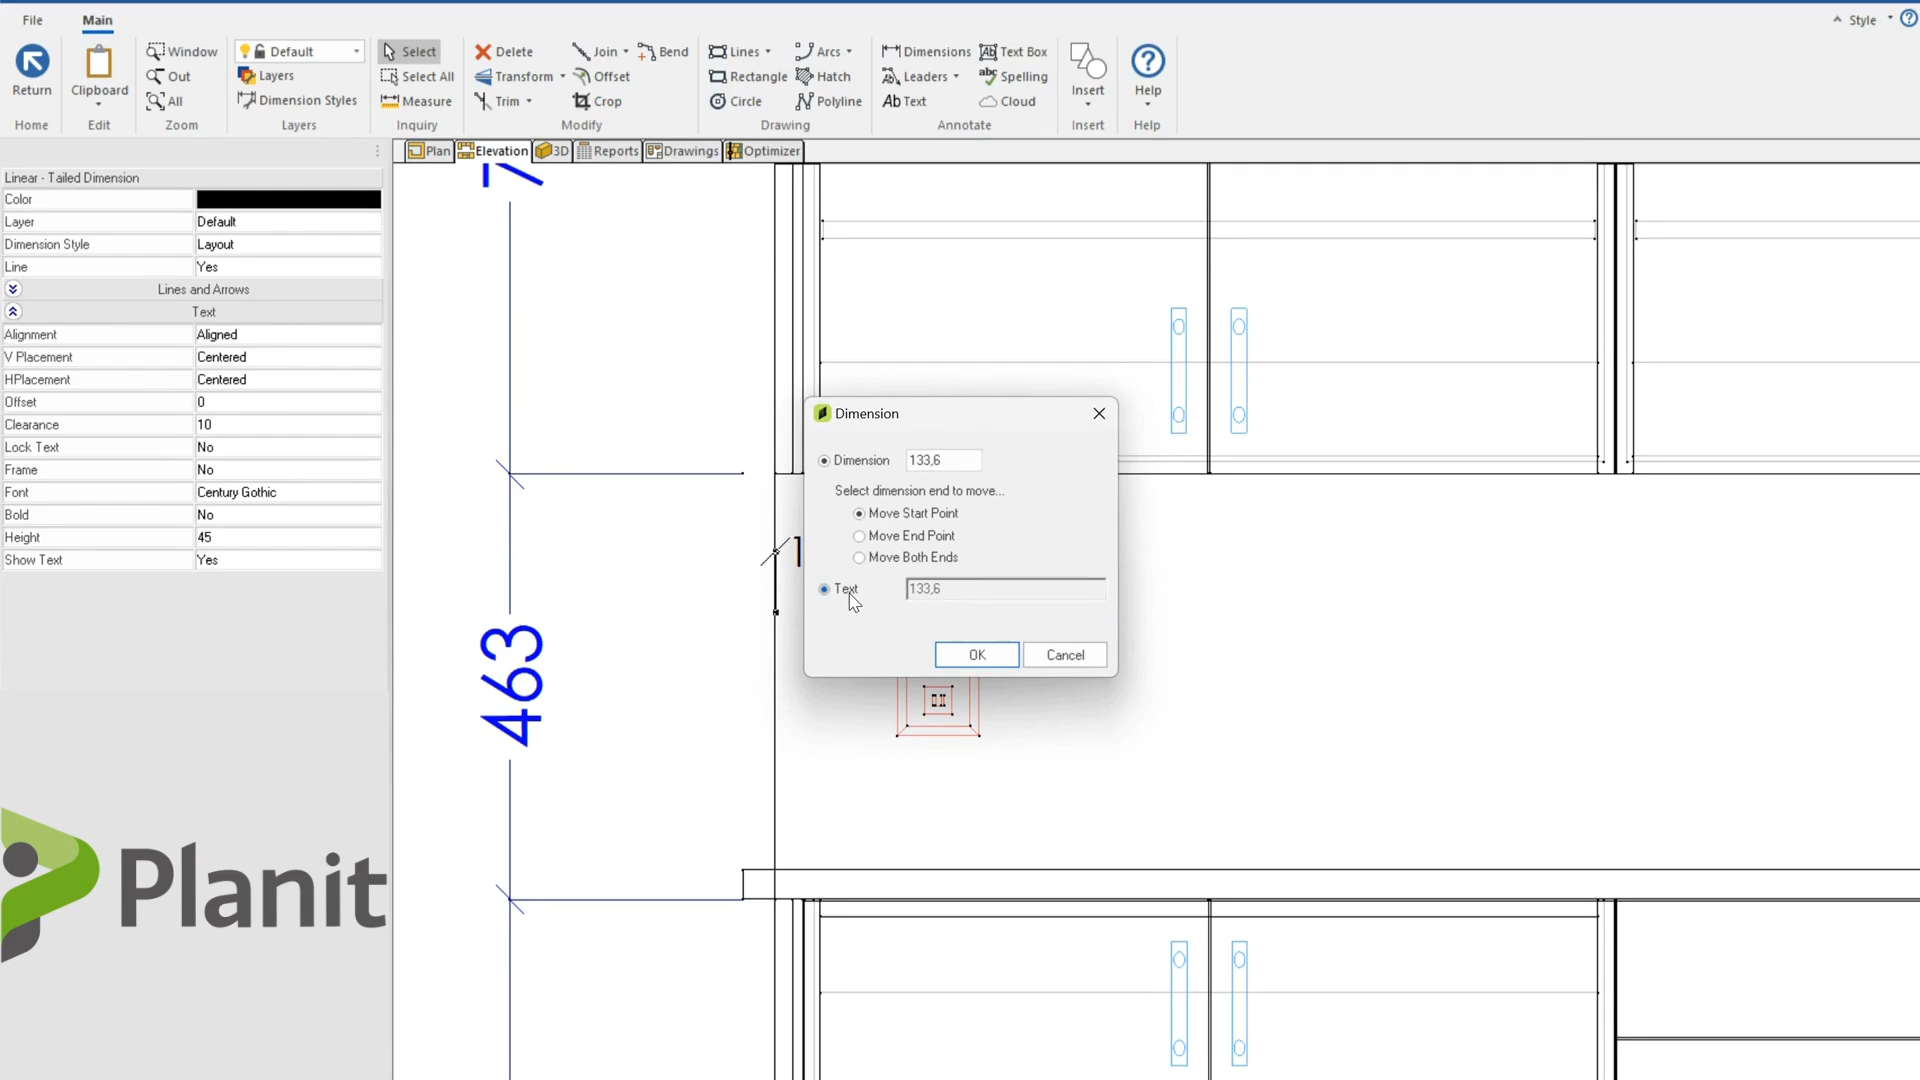 File
Main
Style
Return
Clipboard
Window
Out
All
Default
Layers
Dimension Styles
Select
Select All
Measure
Delete
Transform
Trim
Join
Bend
Offset
Crop
Lines
Rectangle
Circle
Arcs
Hatch
Polyline
Dimensions
Leaders
Ab Text
Text Box
Spelling
Cloud
Insert
Help
Home
Edit
Zoom
Layers
Inquiry
Modify
Drawing
Annotate
Insert
Help
Plan
Elevation
3D
Reports
Drawings
Optimizer
Linear - Tailed Dimension
Color
Layer Default
Dimension Style Layout
Line Yes
Lines and Arrows
Text
Alignment Aligned
V Placement Centered
HPlacement Centered
Offset 0
Clearance 10
Lock Text No
Frame No
Font Century Gothic
Bold No
Height 45
Show Text Yes
463
1
Dimension
Dimension 133,6
Select dimension end to move...
Move Start Point
Move End Point
Move Both Ends
Text 133,6
OK Cancel
Planit